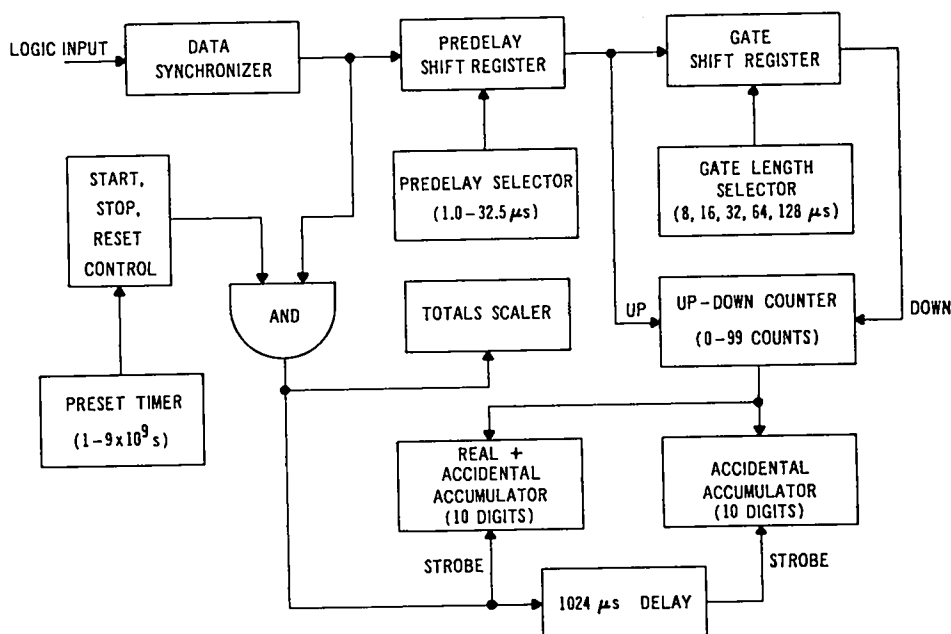 LOGIC INPUT
DATA
SYNCHRONIZER
PREDELAY
SHIFT REGISTER
GATE
SHIFT REGISTER
START,
STOP,
RESET
CONTROL
PREDELAY SELECTOR
(1.0-32.5 μs)
GATE LENGTH
SELECTOR
(8, 16, 32, 64, 128 μs)
AND
TOTALS SCALER
UP
UP-DOWN COUNTER
(0-99 COUNTS)
DOWN
PRESET TIMER
(1-9x10⁹ s)
REAL +
ACCIDENTAL
ACCUMULATOR
(10 DIGITS)
ACCIDENTAL
ACCUMULATOR
(10 DIGITS)
STROBE
STROBE
1024 μs DELAY